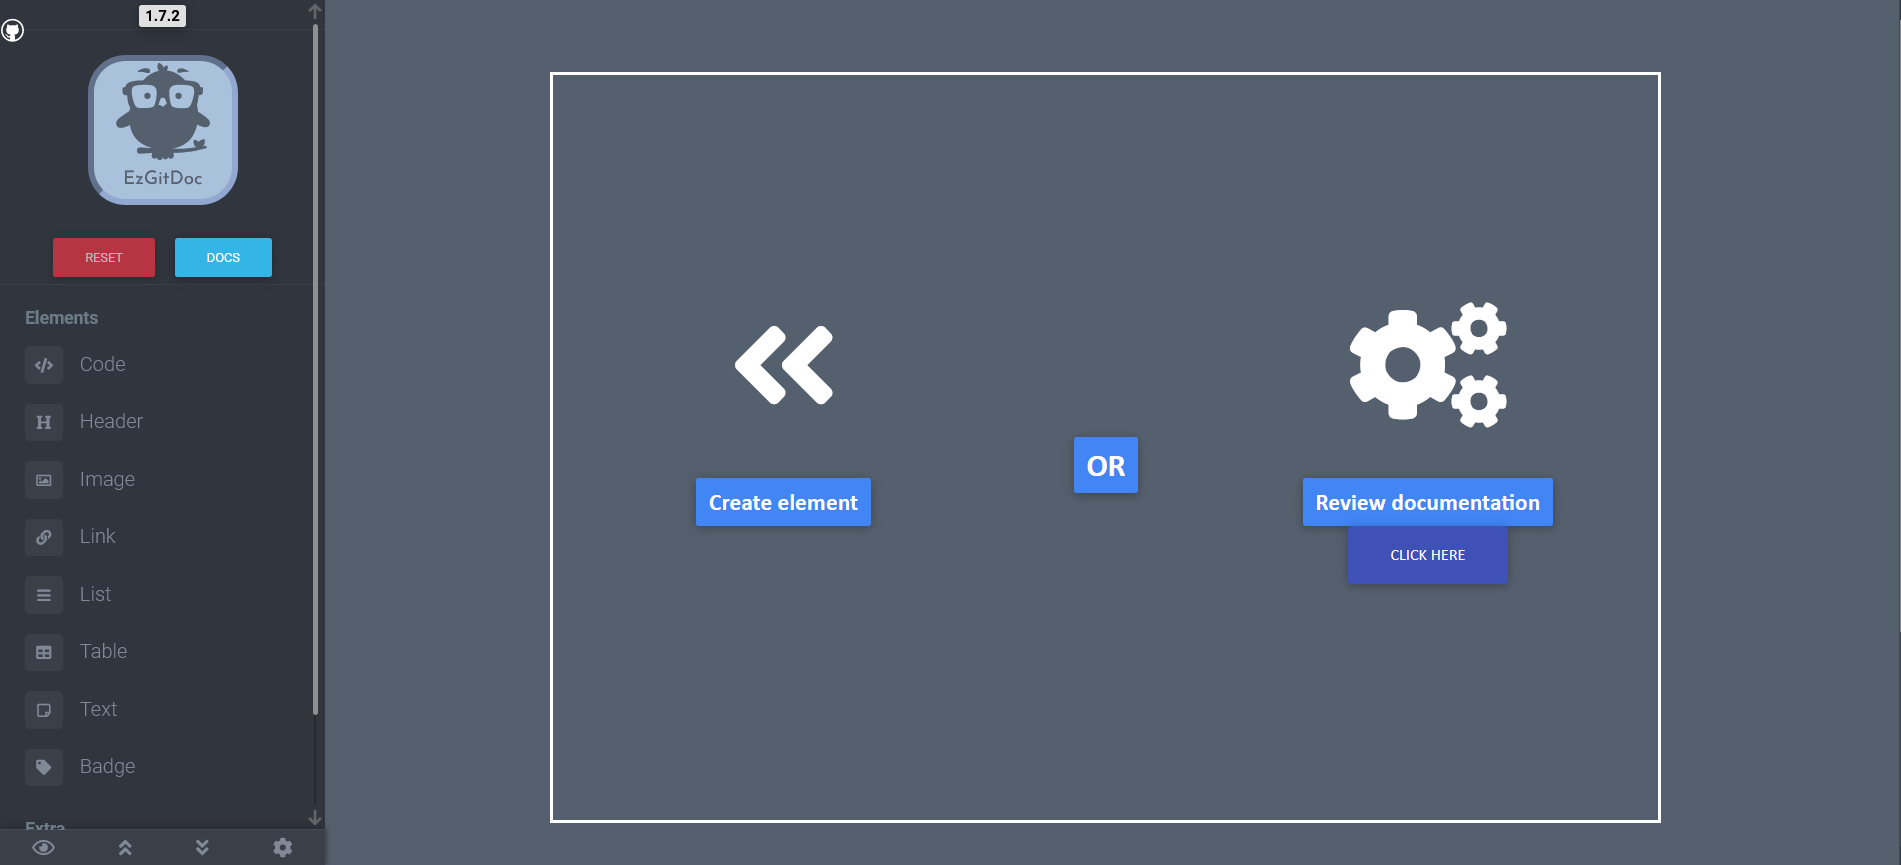 1.7.2
EzGitDoc
RESET
DOCS
Elements
Code
Header
Image
Link
List
Table
Text
Badge
Extra
Create element
OR
Review documentation
CLICK HERE